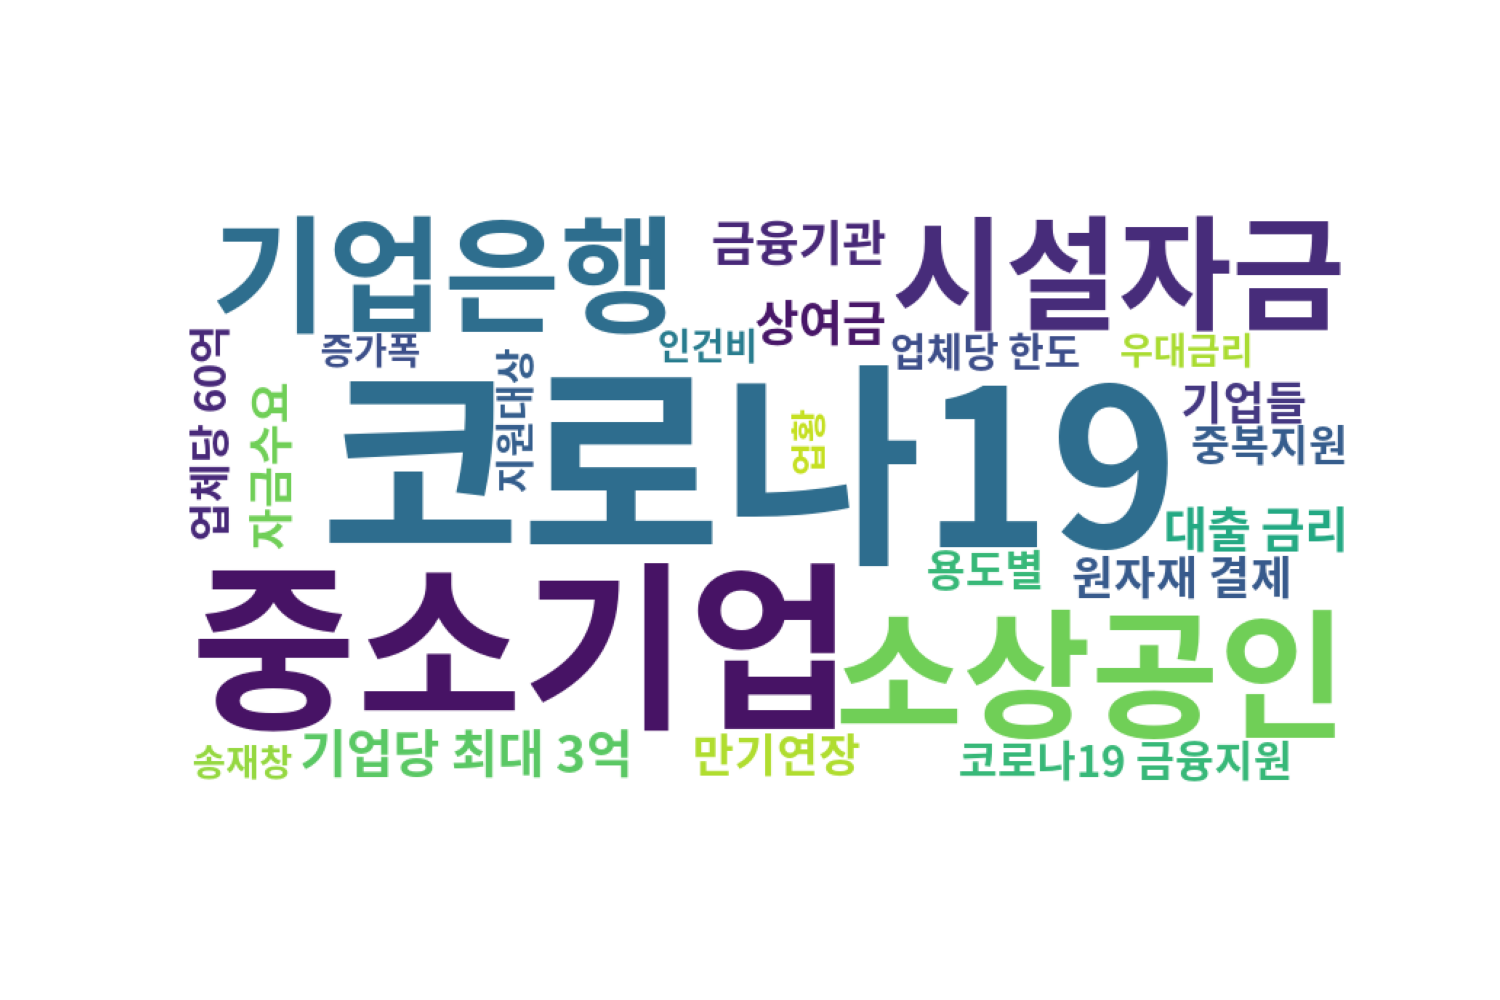 기업은행
금융기관
시설자금
상여금
증가폭
인건비
업체당 한도
우대금리
업체당 60억
자금수요
지원대상
코로나19
업황
기업들
중복지원
대출 금리
용도별
원자재 결제
중소기업
소상공인
송재창
기업당 최대 3억
만기연장
코로나19 금융지원